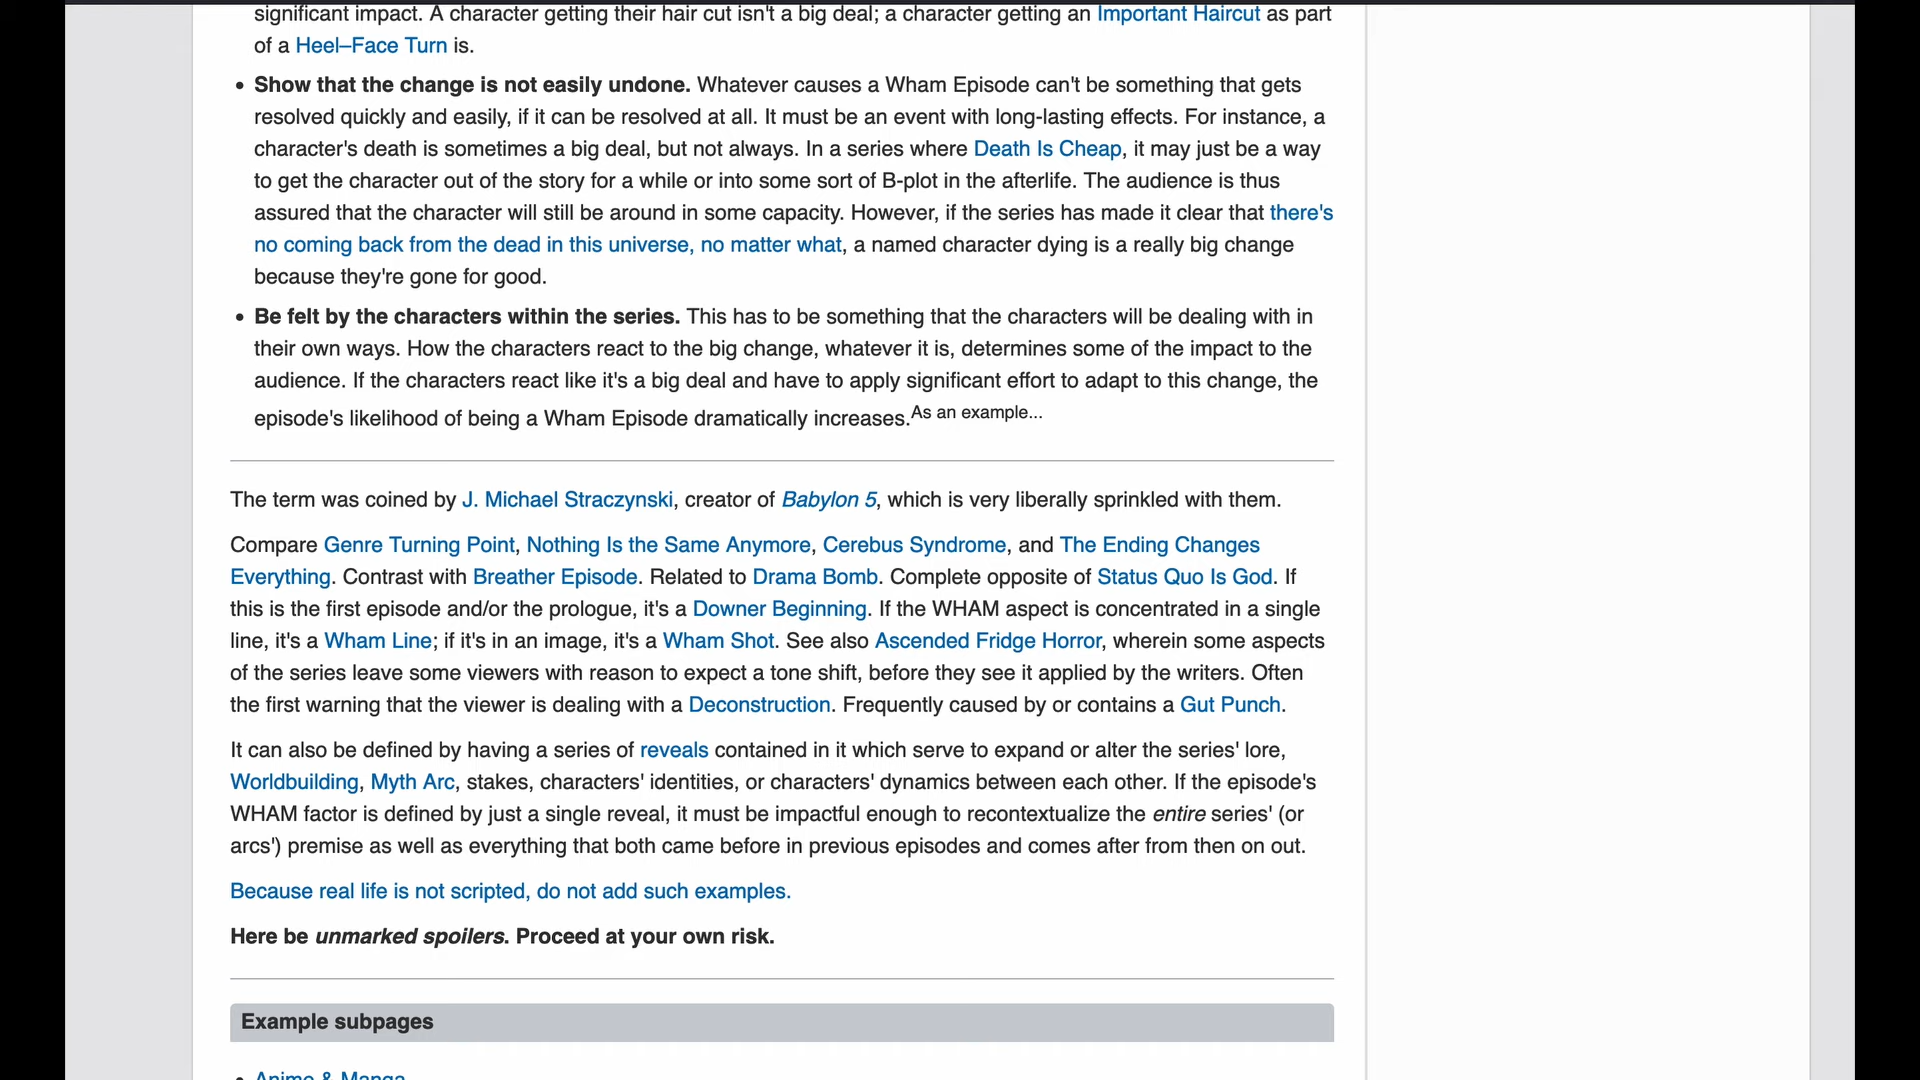 significant impact. A character getting their hair cut isn't a big deal; a character getting an Important Haircut as part
of a Heel–Face Turn is.
• Show that the change is not easily undone. Whatever causes a Wham Episode can't be something that gets
resolved quickly and easily, if it can be resolved at all. It must be an event with long-lasting effects. For instance, a
character's death is sometimes a big deal, but not always. In a series where Death Is Cheap, it may just be a way
to get the character out of the story for a while or into some sort of B-plot in the afterlife. The audience is thus
assured that the character will still be around in some capacity. However, if the series has made it clear that there's
no coming back from the dead in this universe, no matter what, a named character dying is a really big change
because they're gone for good.
• Be felt by the characters within the series. This has to be something that the characters will be dealing with in
their own ways. How the characters react to the big change, whatever it is, determines some of the impact to the
audience. If the characters react like it's a big deal and have to apply significant effort to adapt to this change, the
episode's likelihood of being a Wham Episode dramatically increases.As an example...
The term was coined by J. Michael Straczynski, creator of Babylon 5, which is very liberally sprinkled with them.
Compare Genre Turning Point, Nothing Is the Same Anymore, Cerebus Syndrome, and The Ending Changes
Everything. Contrast with Breather Episode. Related to Drama Bomb. Complete opposite of Status Quo Is God. If
this is the first episode and/or the prologue, it's a Downer Beginning. If the WHAM aspect is concentrated in a single
line, it's a Wham Line; if it's in an image, it's a Wham Shot. See also Ascended Fridge Horror, wherein some aspects
of the series leave some viewers with reason to expect a tone shift, before they see it applied by the writers. Often
the first warning that the viewer is dealing with a Deconstruction. Frequently caused by or contains a Gut Punch.
It can also be defined by having a series of reveals contained in it which serve to expand or alter the series' lore,
Worldbuilding, Myth Arc, stakes, characters' identities, or characters' dynamics between each other. If the episode's
WHAM factor is defined by just a single reveal, it must be impactful enough to recontextualize the entire series' (or
arcs') premise as well as everything that both came before in previous episodes and comes after from then on out.
Because real life is not scripted, do not add such examples.
Here be unmarked spoilers. Proceed at your own risk.
Example subpages
• Anime & Manga